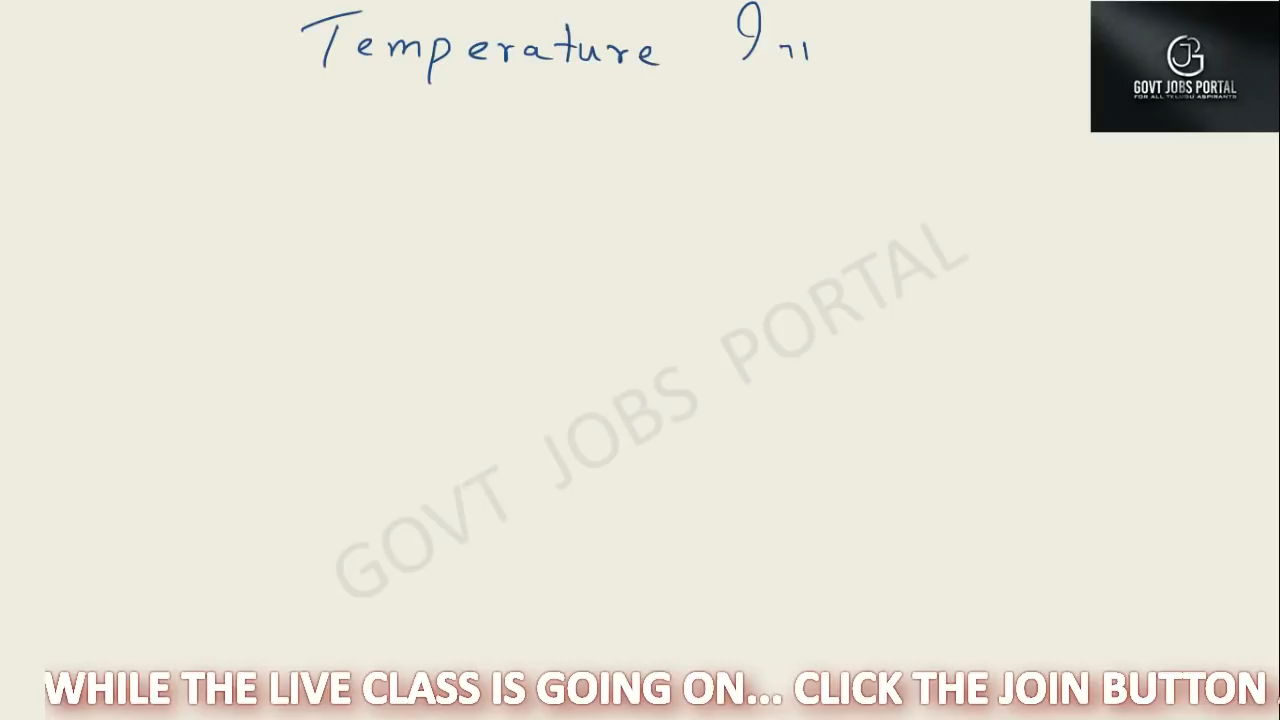 Temperature In
GOVT JOBS PORTAL
FOR ALL TELUGU ASPIRANTS
GOVT JOBS PORTAL
WHILE THE LIVE CLASS IS GOING ON... CLICK THE JOIN BUTTON